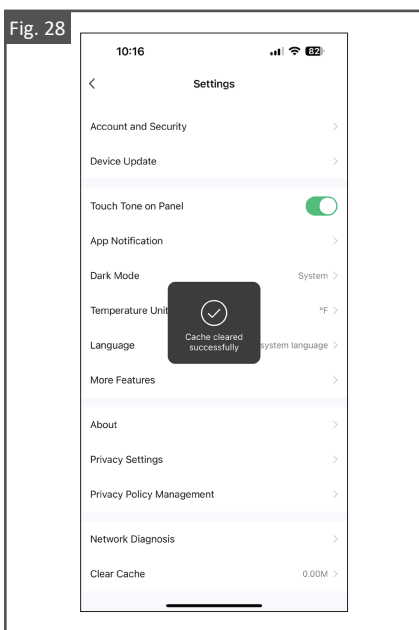 Fig. 28
10:16
82
Settings
Account and Security
Device Update
Touch Tone on Panel
App Notification
Dark Mode System
Temperature Unit °F
Cache cleared
successfully
Language system language
More Features
About
Privacy Settings
Privacy Policy Management
Network Diagnosis
Clear Cache 0.00M